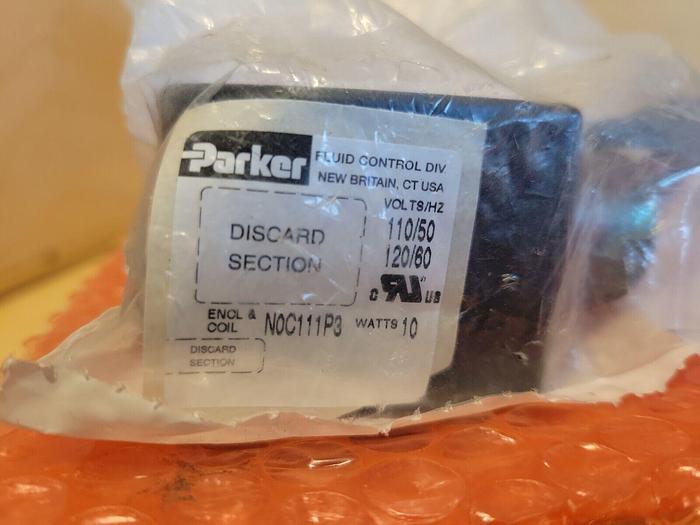 Parker
FLUID CONTROL DIV.
NEW BRITAIN, CT USA
VOLTS/HZ
110/50
120/60
DISCARD
SECTION
c RU US
ENCL &
COIL N0C111P3 WATTS 10
DISCARD
SECTION